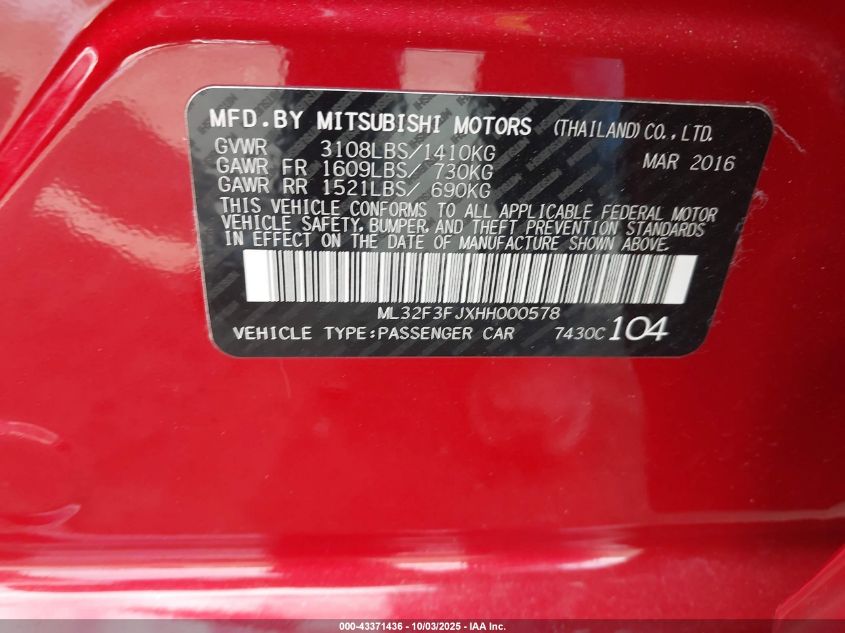 MFD.BY MITSUBISHI MOTORS (THAILAND) CO.,LTD.
GVWR 3108LBS/1410KG MAR 2016
GAWR FR 1609LBS/ 730KG
GAWR RR 1521LBS/ 690KG
THIS VEHICLE CONFORMS TO ALL APPLICABLE FEDERAL MOTOR
VEHICLE SAFETY, BUMPER, AND THEFT PREVENTION STANDARDS
IN EFFECT ON THE DATE OF MANUFACTURE SHOWN ABOVE.
ML32F3FJXHH000578
VEHICLE TYPE:PASSENGER CAR 7430C 104
000-43371436 - 10/03/2025 - IAA Inc.